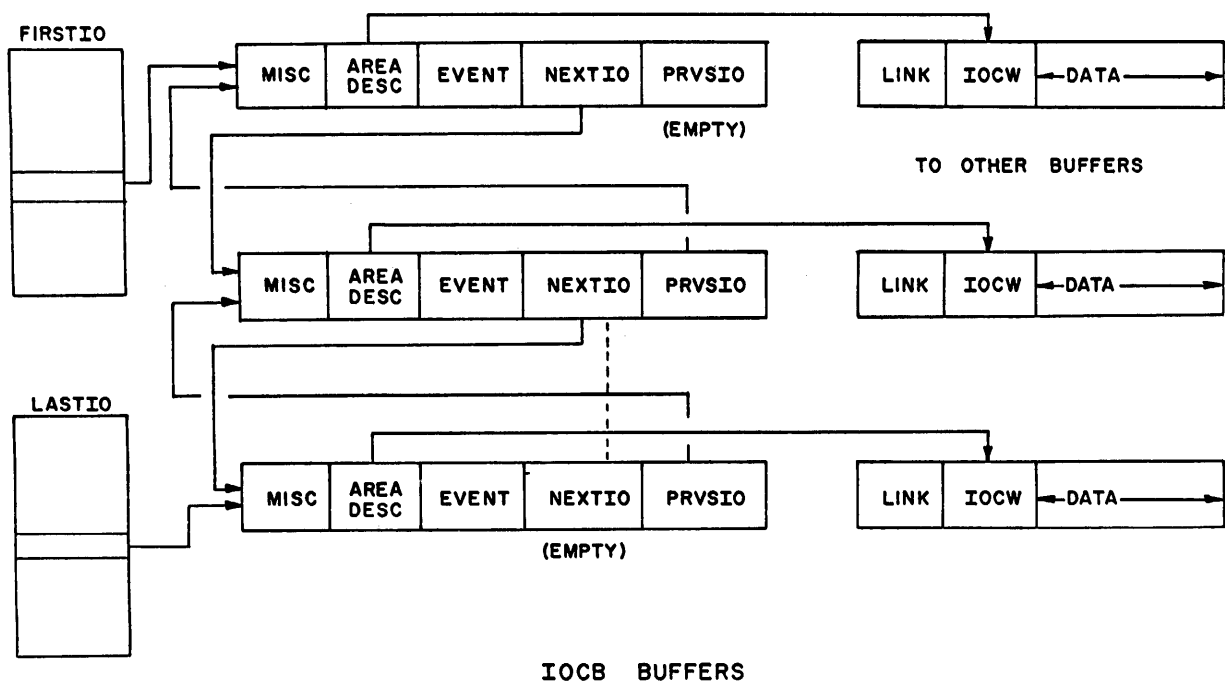 FIRSTIO
MISC AREA DESC EVENT NEXTIO PRVSIO LINK IOCW DATA
(EMPTY)
TO OTHER BUFFERS
MISC AREA DESC EVENT NEXTIO PRVSIO LINK IOCW DATA
LASTIO
MISC AREA DESC EVENT NEXTIO PRVSIO LINK IOCW DATA
(EMPTY)
IOCB BUFFERS